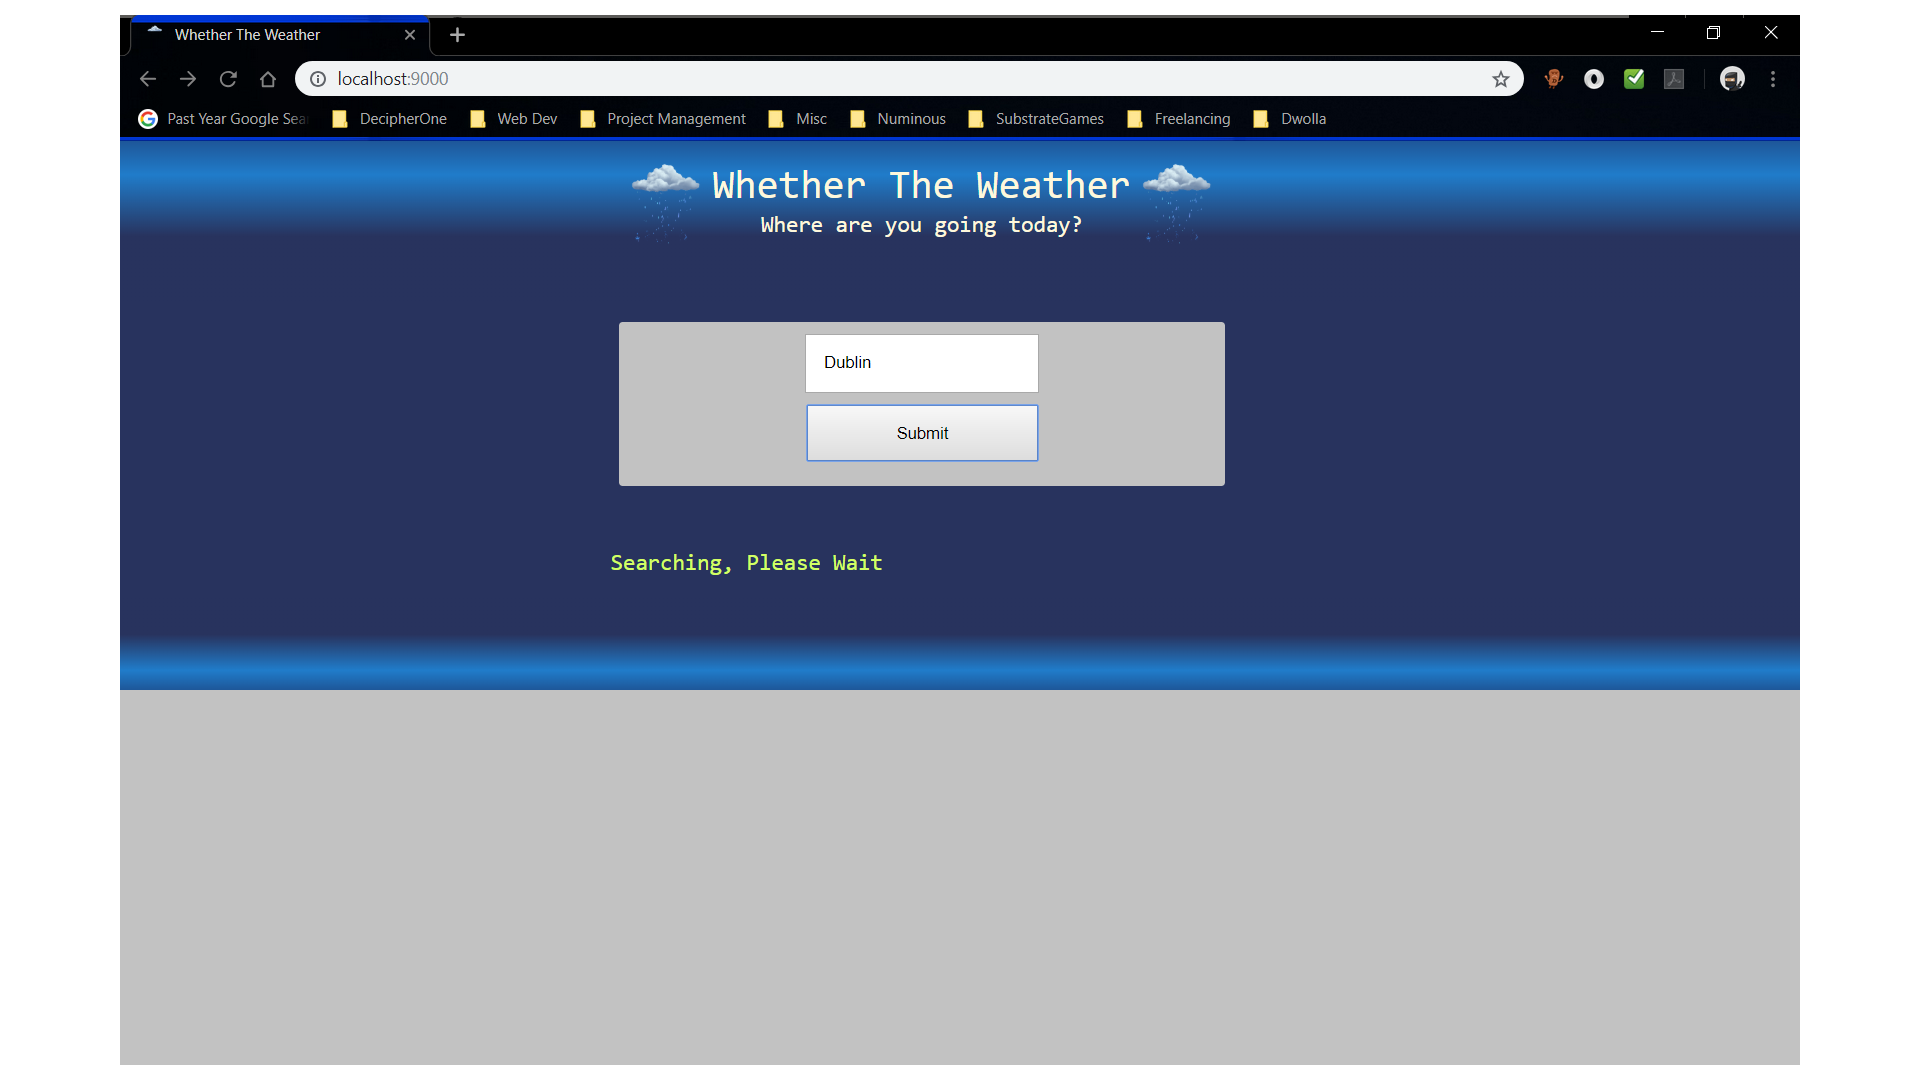 Whether The Weather
localhost:9000
Past Year Google Sea
DecipherOne
Web Dev
Project Management
Misc
Numinous
SubstrateGames
Freelancing
Dwolla
Whether The Weather
Where are you going today?
Dublin
Submit
Searching, Please Wait